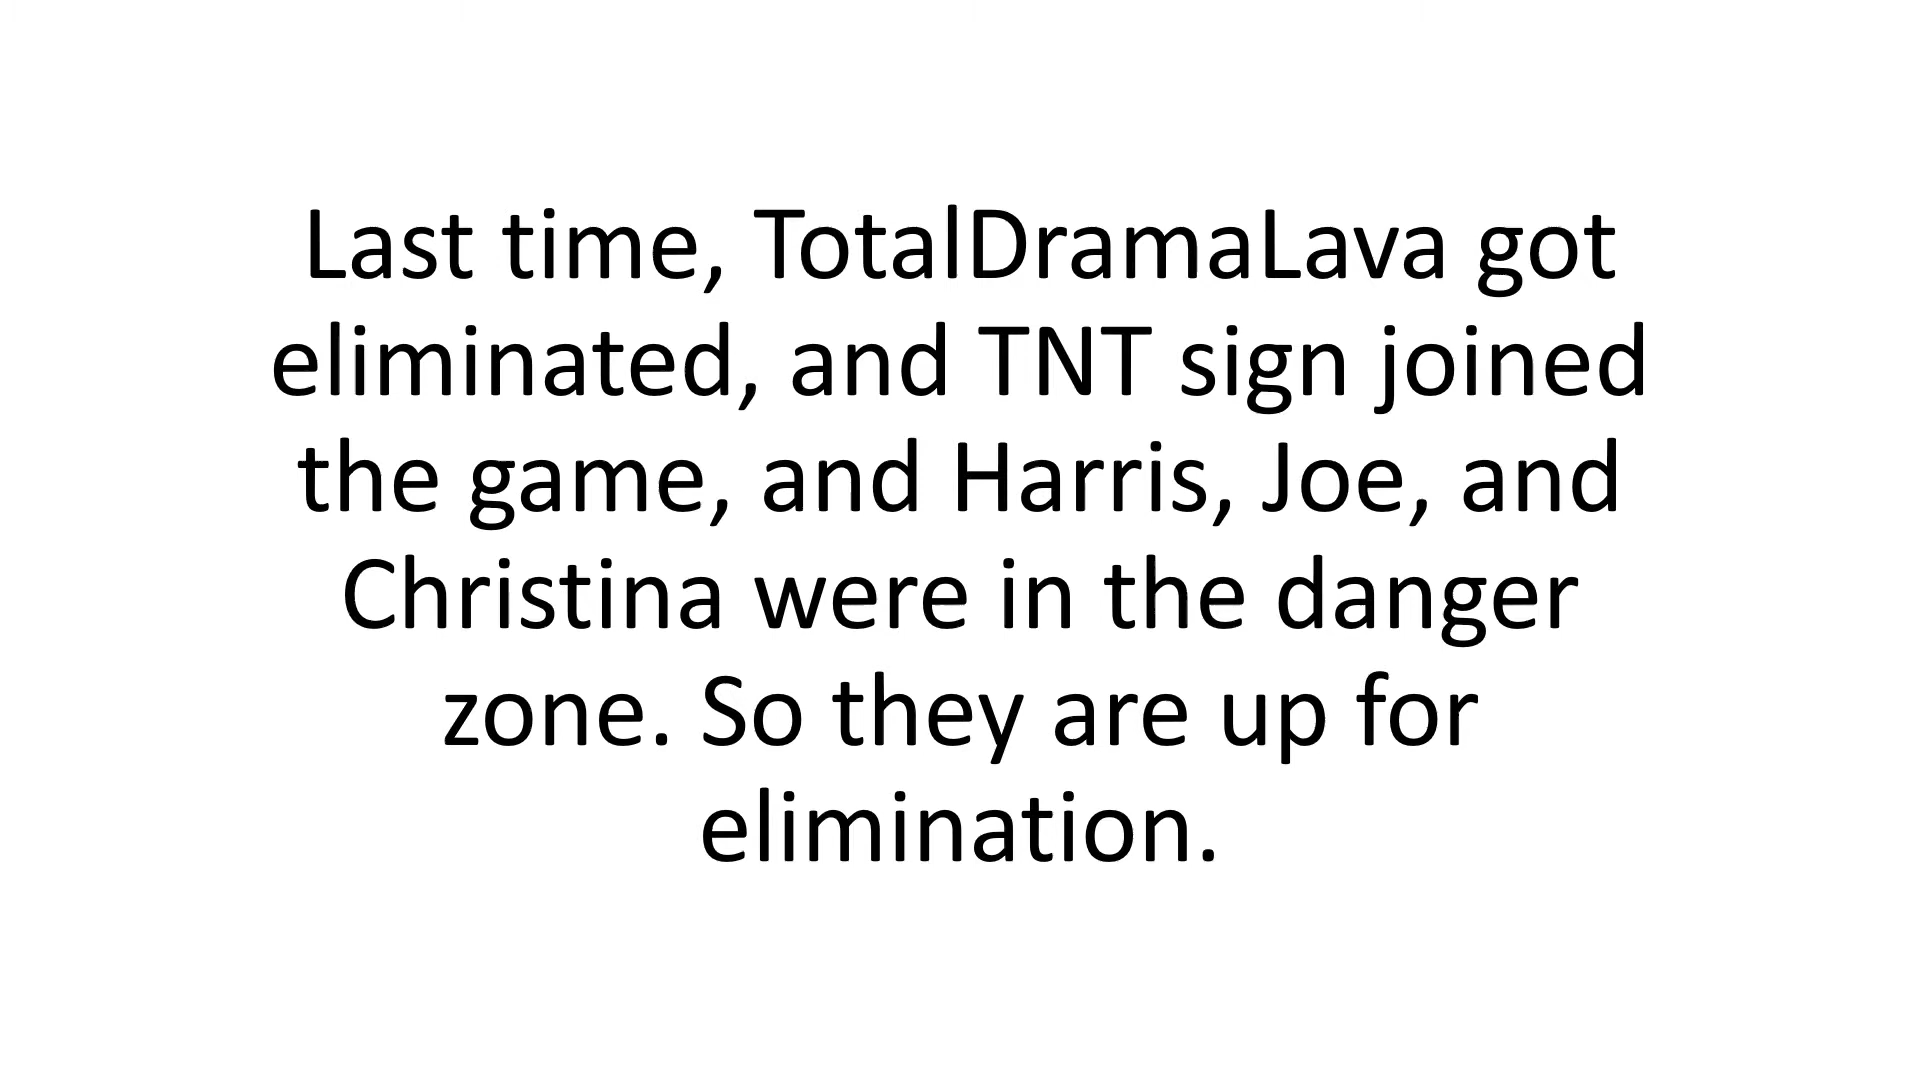 Last time, TotalDramaLava got
eliminated, and TNT sign joined
the game, and Harris, Joe, and
Christina were in the danger
zone. So they are up for
elimination.